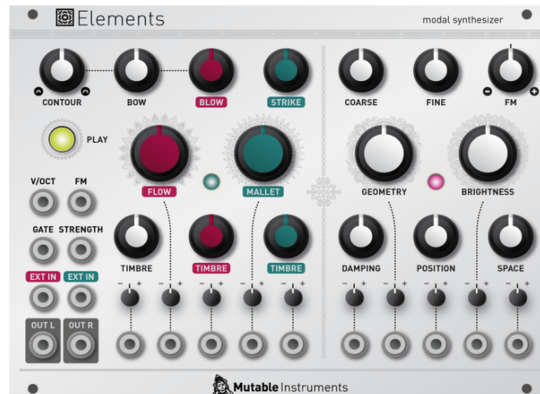 Elements
modal synthesizer
CONTOUR BOW BLOW STRIKE COARSE FINE FM
PLAY
FLOW MALLET GEOMETRY BRIGHTNESS
V/OCT FM
GATE STRENGTH
TIMBRE TIMBRE TIMBRE DAMPING POSITION SPACE
EXT IN EXT IN
- + - + - + - + - + - + - + - + - + - +
OUT L OUT R
Mutable Instruments